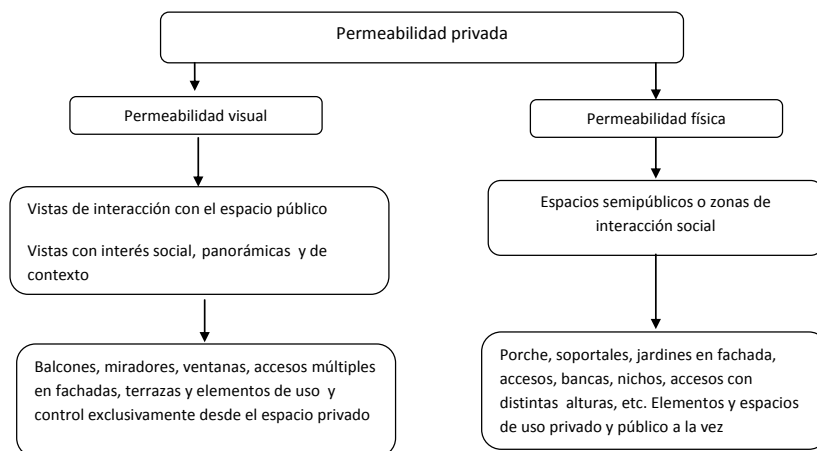 Permeabilidad privada
Permeabilidad visual
Permeabilidad física
Vistas de interacción con el espacio público
Vistas con interés social, panorámicas y de
contexto
Espacios semipúblicos o zonas de
interacción social
Balcones, miradores, ventanas, accesos múltiples
en fachadas, terrazas y elementos de uso y
control exclusivamente desde el espacio privado
Porche, soportales, jardines en fachada,
accesos, bancas, nichos, accesos con
distintas alturas, etc. Elementos y espacios
de uso privado y público a la vez